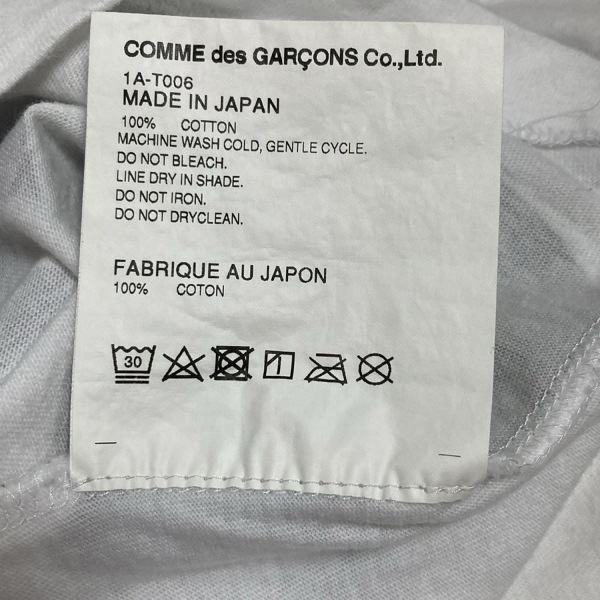 COMME des GARÇONS Co.,Ltd.
1A-T006
MADE IN JAPAN
100% COTTON
MACHINE WASH COLD, GENTLE CYCLE.
DO NOT BLEACH.
LINE DRY IN SHADE.
DO NOT IRON.
DO NOT DRYCLEAN.
FABRIQUE AU JAPON
100% COTON
30